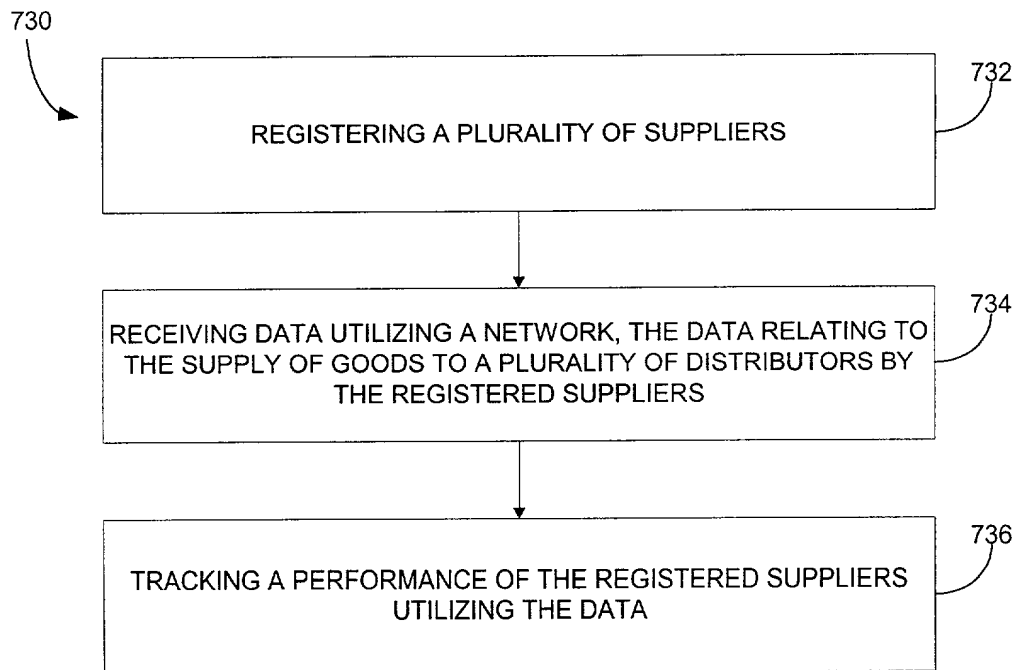 730
732
REGISTERING A PLURALITY OF SUPPLIERS
734
RECEIVING DATA UTILIZING A NETWORK, THE DATA RELATING TO
THE SUPPLY OF GOODS TO A PLURALITY OF DISTRIBUTORS BY
THE REGISTERED SUPPLIERS
736
TRACKING A PERFORMANCE OF THE REGISTERED SUPPLIERS
UTILIZING THE DATA